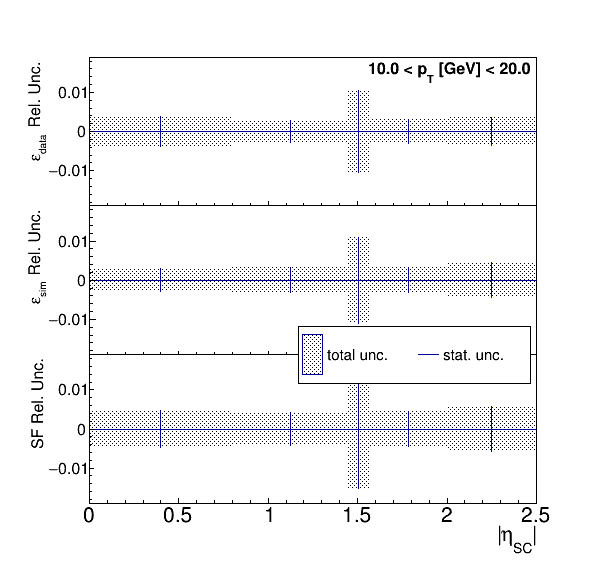 10.0 < p_T [GeV] < 20.0
ε_data Rel. Unc.
0.01
0
−0.01
ε_sim Rel. Unc.
0.01
0
−0.01
total unc.
stat. unc.
SF Rel. Unc.
0.01
0
−0.01
0 0.5 1 1.5 2 2.5
|η_SC|